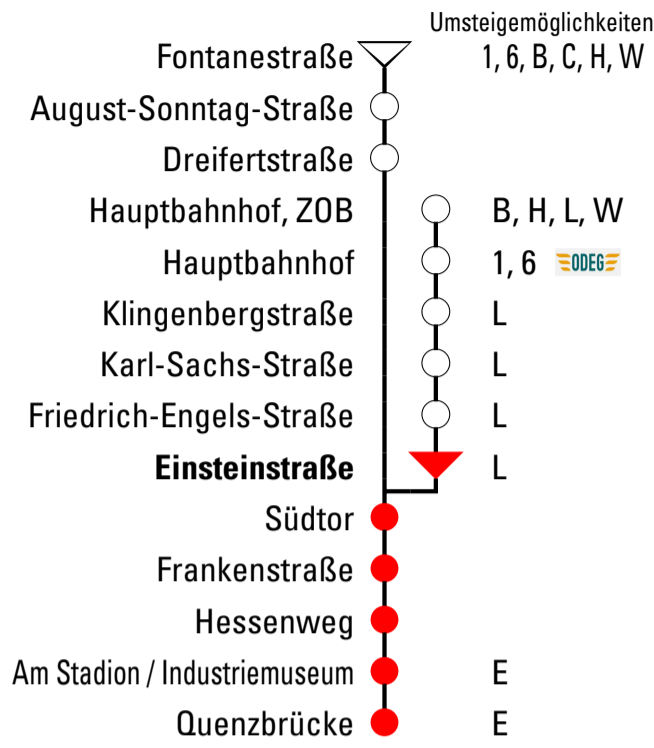 Umsteigemöglichkeiten
Fontanestraße 1, 6, B, C, H, W
August-Sonntag-Straße
Dreifertstraße
Hauptbahnhof, ZOB B, H, L, W
Hauptbahnhof 1, 6 ODEG
Klingenbergstraße L
Karl-Sachs-Straße L
Friedrich-Engels-Straße L
Einsteinstraße L
Südtor
Frankenstraße
Hessenweg
Am Stadion / Industriemuseum E
Quenzbrücke E